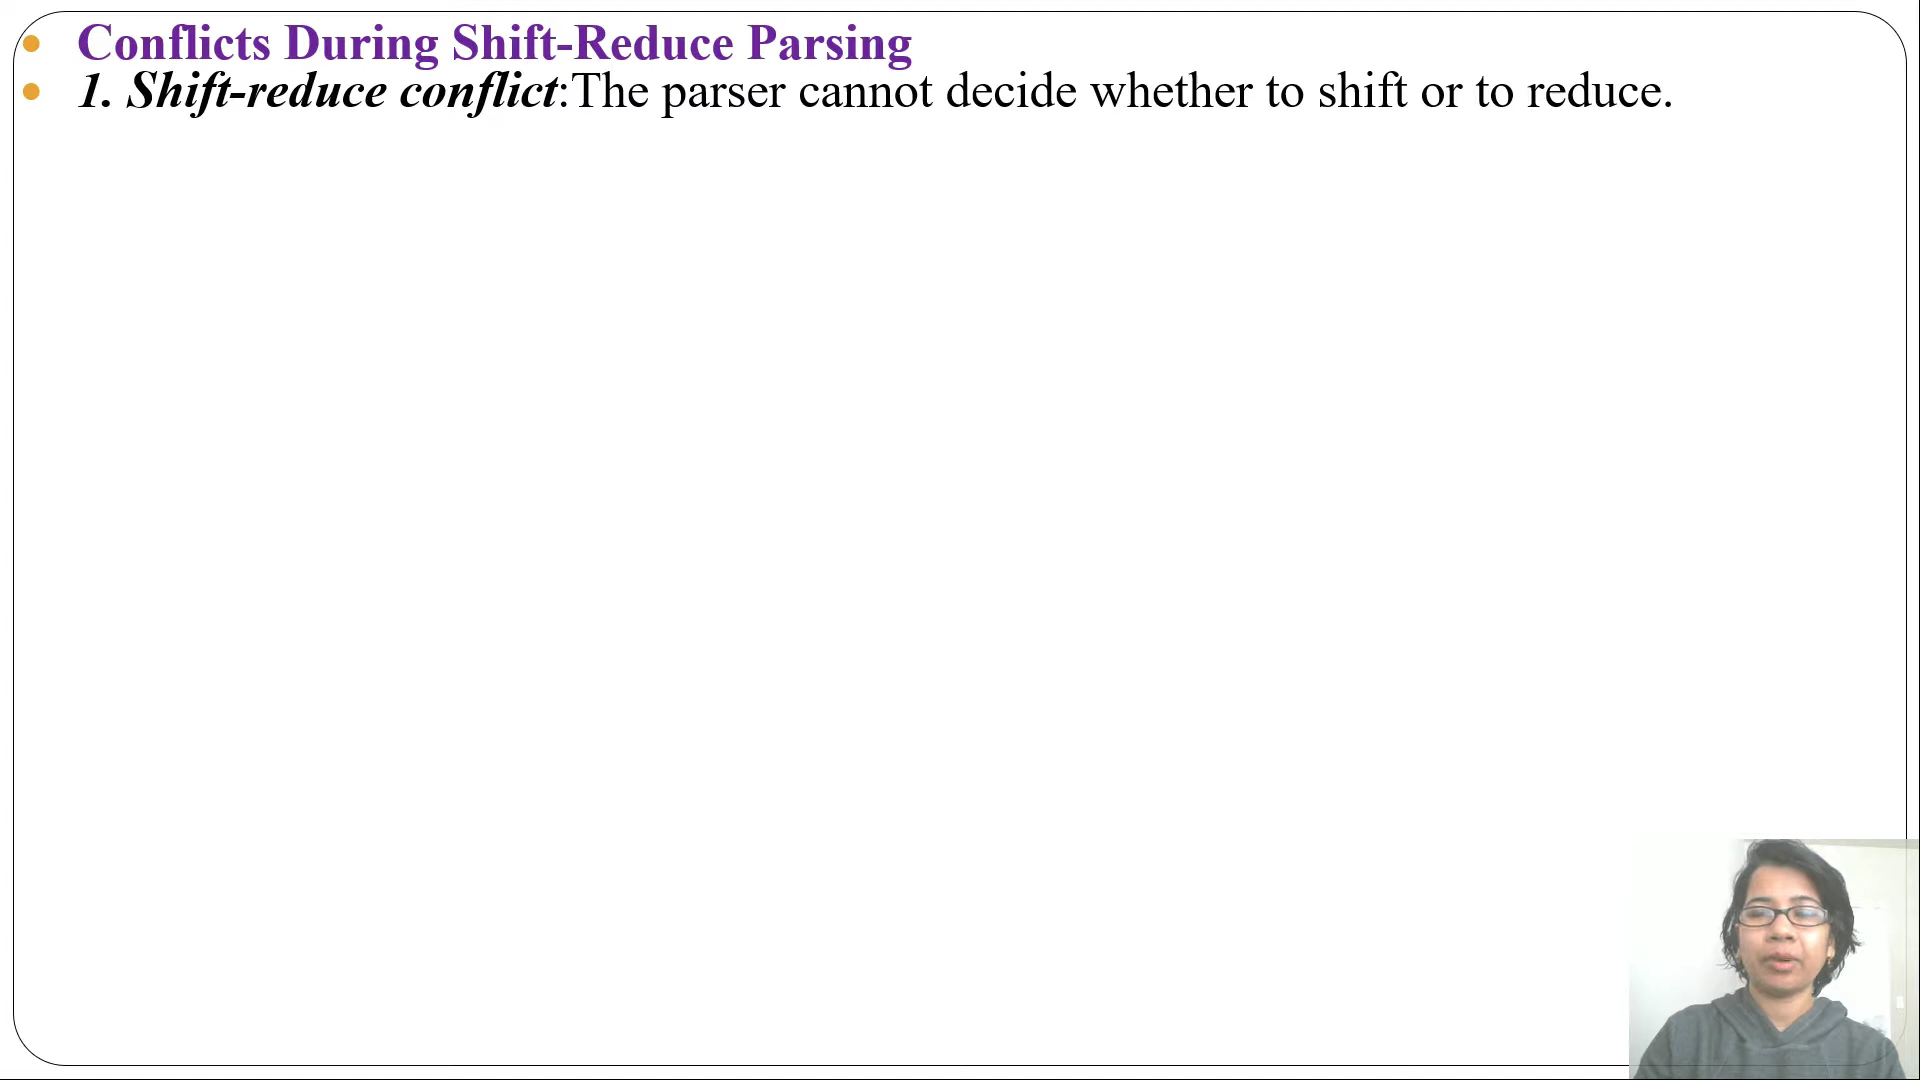 Conflicts During Shift-Reduce Parsing
1. Shift-reduce conflict:The parser cannot decide whether to shift or to reduce.